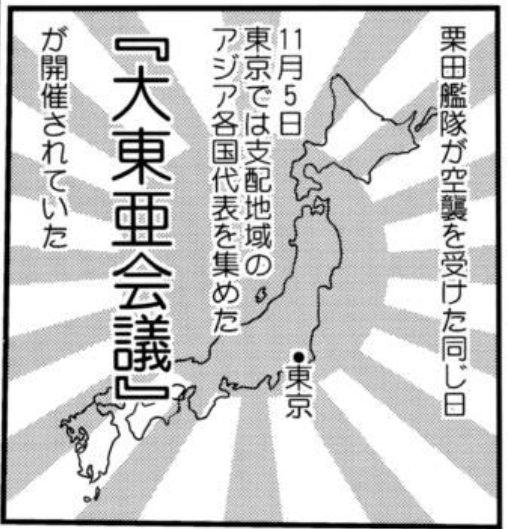 栗田艦隊が空襲を受けた同じ日
11月5日
東京では支配地域の
アジア各国代表を集めた
『大東亜会議』
が開催されていた
東京